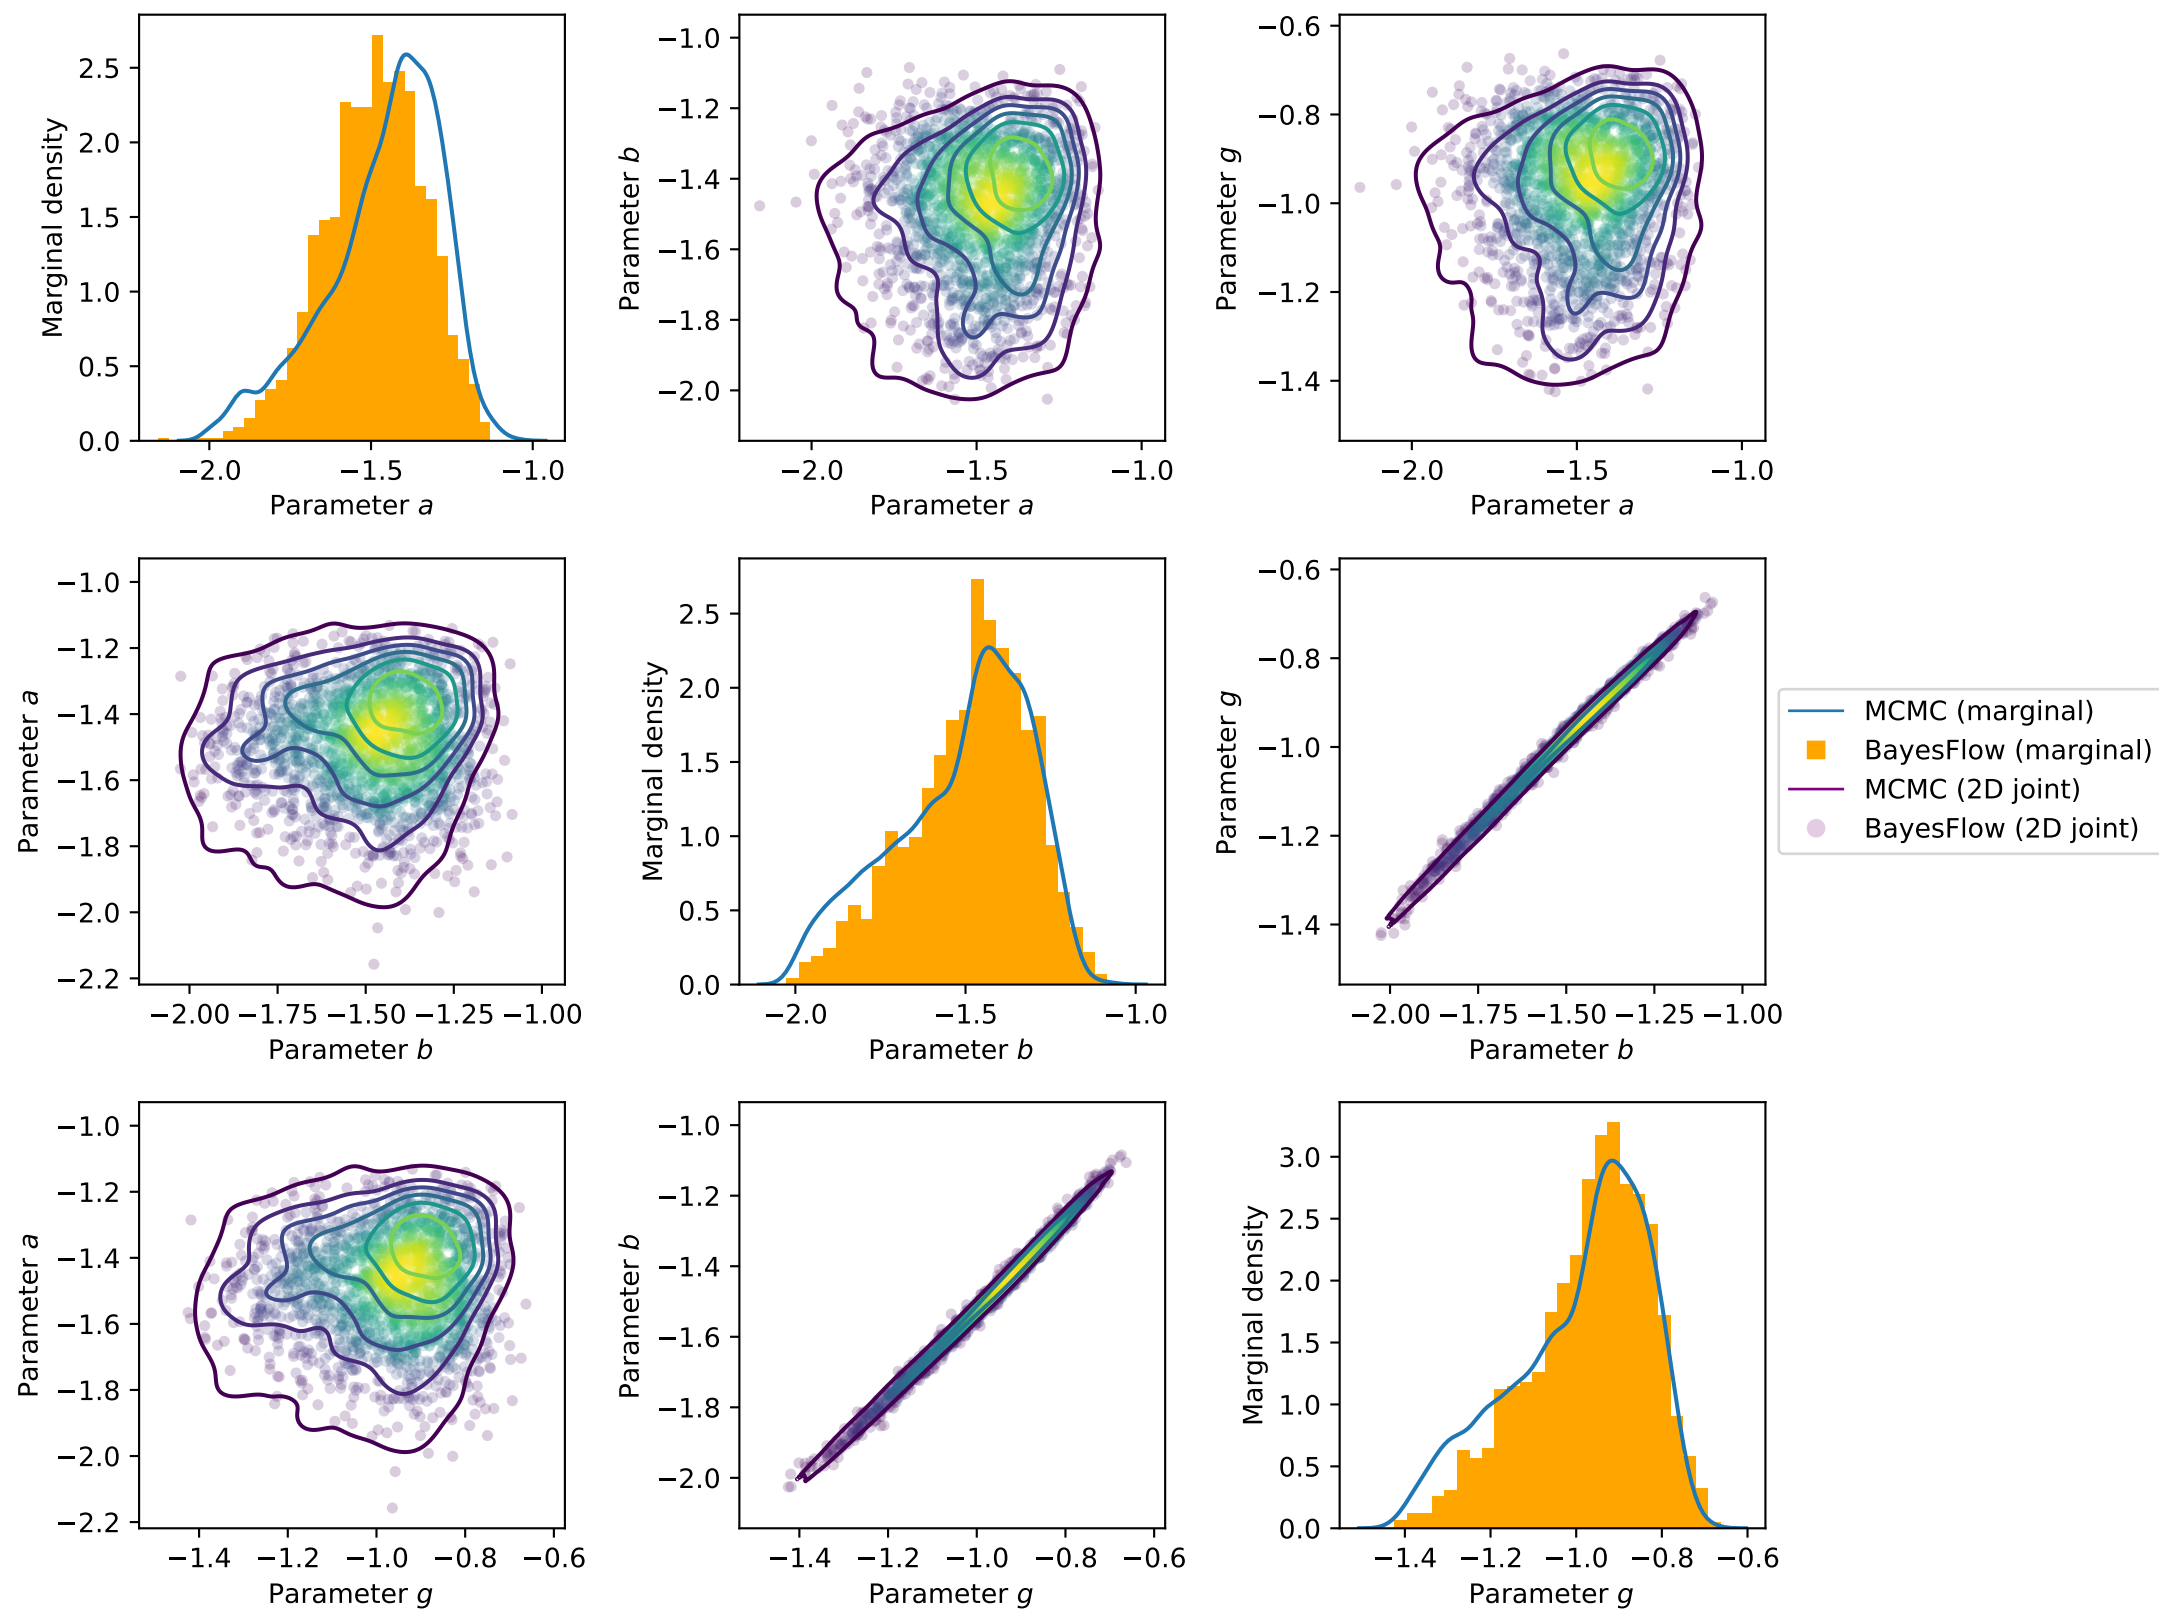 2.5
2.0
1.5
1.0
0.5
0.0
Marginal density
−2.0 −1.5 −1.0
Parameter a
−1.0
−1.2
−1.4
−1.6
−1.8
−2.0
Parameter b
−2.0 −1.5 −1.0
Parameter a
−0.6
−0.8
−1.0
−1.2
−1.4
Parameter g
−2.0 −1.5 −1.0
Parameter a
−1.0
−1.2
−1.4
−1.6
−1.8
−2.0
−2.2
Parameter a
−2.00 −1.75 −1.50 −1.25 −1.00
Parameter b
2.5
2.0
1.5
1.0
0.5
0.0
Marginal density
−2.0 −1.5 −1.0
Parameter b
−0.6
−0.8
−1.0
−1.2
−1.4
Parameter g
−2.00 −1.75 −1.50 −1.25 −1.00
Parameter b
MCMC (marginal)
BayesFlow (marginal)
MCMC (2D joint)
BayesFlow (2D joint)
−1.0
−1.2
−1.4
−1.6
−1.8
−2.0
−2.2
Parameter a
−1.4 −1.2 −1.0 −0.8 −0.6
Parameter g
−1.0
−1.2
−1.4
−1.6
−1.8
−2.0
Parameter b
−1.4 −1.2 −1.0 −0.8 −0.6
Parameter g
3.0
2.5
2.0
1.5
1.0
0.5
0.0
Marginal density
−1.4 −1.2 −1.0 −0.8 −0.6
Parameter g